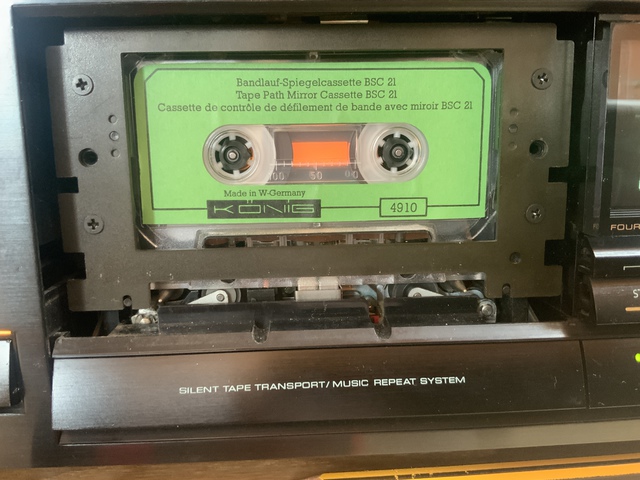 Bandlauf-Spiegelcassette BSC 21
Tape Path Mirror Cassette BSC 21
Cassette de contrôle de défilement de bande avec miroir BSC 21
100 50 0
Made in W-Germany
KÖNIG
4910
FOUR
ST
SILENT TAPE TRANSPORT/MUSIC REPEAT SYSTEM